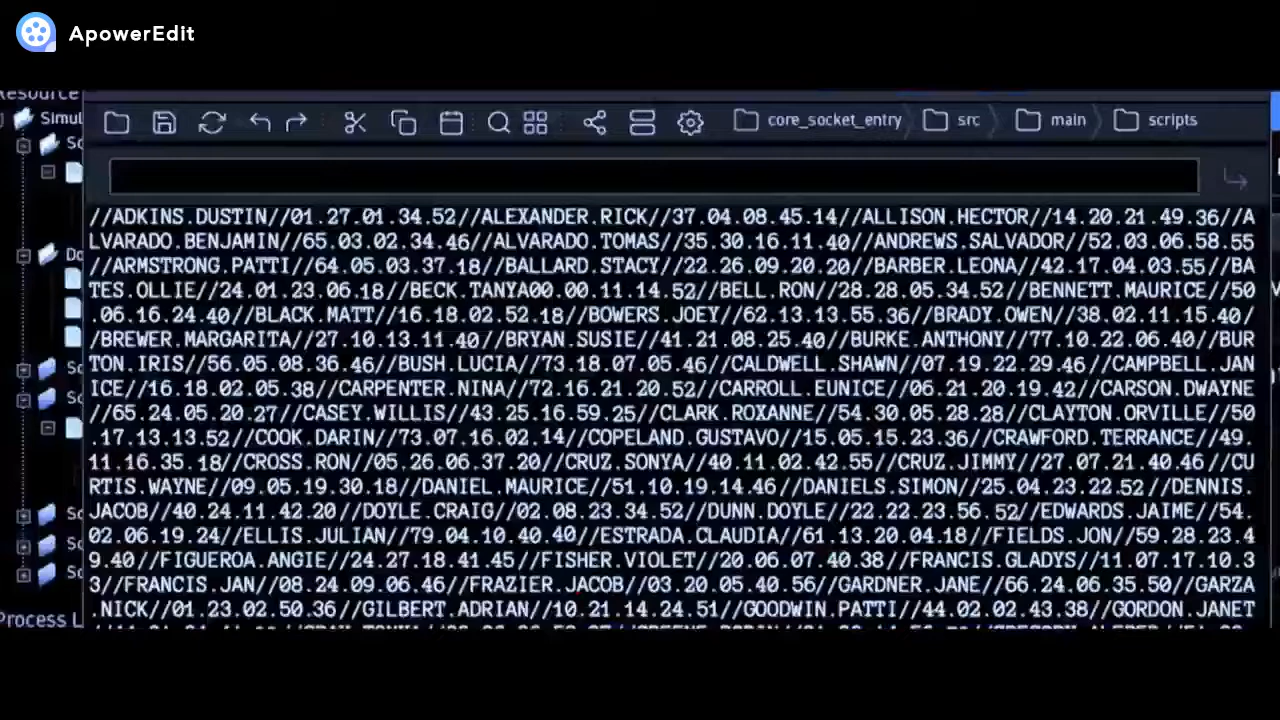 ApowerEdit
Resource
Simul
core_socket_entry
src
main
scripts
//ADKINS.DUSTIN//01.27.01.34.52//ALEXANDER.RICK//37.04.08.45.14//ALLISON.HECTOR//14.20.21.49.36//A
LVARADO.BENJAMIN//65.03.02.34.46//ALVARADO.TOMAS//35.30.16.11.40//ANDREWS.SALVADOR//52.03.06.58.55
//ARMSTRONG.PATTI//64.05.03.37.18//BALLARD.STACY//22.26.09.20.20//BARBER.LEONA//42.17.04.03.55//BA
TES.OLLIE//24.01.23.06.18//BECK.TANYA00.00.11.14.52//BELL.RON//28.28.05.34.52//BENNETT.MAURICE//50
.06.16.24.40//BLACK.MATT//16.18.02.52.18//BOWERS.JOEY//62.13.13.55.36//BRADY.OWEN//38.02.11.15.40/
/BREWER.MARGARITA//27.10.13.11.40//BRYAN.SUSIE//41.21.08.25.40//BURKE.ANTHONY//77.10.22.06.40//BUR
TON.IRIS//56.05.08.36.46//BUSH.LUCIA//73.18.07.05.46//CALDWELL.SHAWN//07.19.22.29.46//CAMPBELL.JAN
ICE//16.18.02.05.38//CARPENTER.NINA//72.16.21.20.52//CARROLL.EUNICE//06.21.20.19.42//CARSON.DWAYNE
//65.24.05.20.27//CASEY.WILLIS//43.25.16.59.25//CLARK.ROXANNE//54.30.05.28.28//CLAYTON.ORVILLE//50
.17.13.13.52//COOK.DARIN//73.07.16.02.14//COPELAND.GUSTAVO//15.05.15.23.36//CRAWFORD.TERRANCE//49.
11.16.35.18//CROSS.RON//05.26.06.37.20//CRUZ.SONYA//40.11.02.42.55//CRUZ.JIMMY//27.07.21.40.46//CU
RTIS.WAYNE//09.05.19.30.18//DANIEL.MAURICE//51.10.19.14.46//DANIELS.SIMON//25.04.23.22.52//DENNIS.
JACOB//40.24.11.42.20//DOYLE.CRAIG//02.08.23.34.52//DUNN.DOYLE//22.22.23.56.52//EDWARDS.JAIME//54.
02.06.19.24//ELLIS.JULIAN//79.04.10.40.40//ESTRADA.CLAUDIA//61.13.20.04.18//FIELDS.JON//59.28.23.4
9.40//FIGUEROA.ANGIE//24.27.18.41.45//FISHER.VIOLET//20.06.07.40.38//FRANCIS.GLADYS//11.07.17.10.3
3//FRANCIS.JAN//08.24.09.06.46//FRAZIER.JACOB//03.20.05.40.56//GARDNER.JANE//66.24.06.35.50//GARZA
.NICK//01.23.02.50.36//GILBERT.ADRIAN//10.21.14.24.51//GOODWIN.PATTI//44.02.02.43.38//GORDON.JANET
Process L